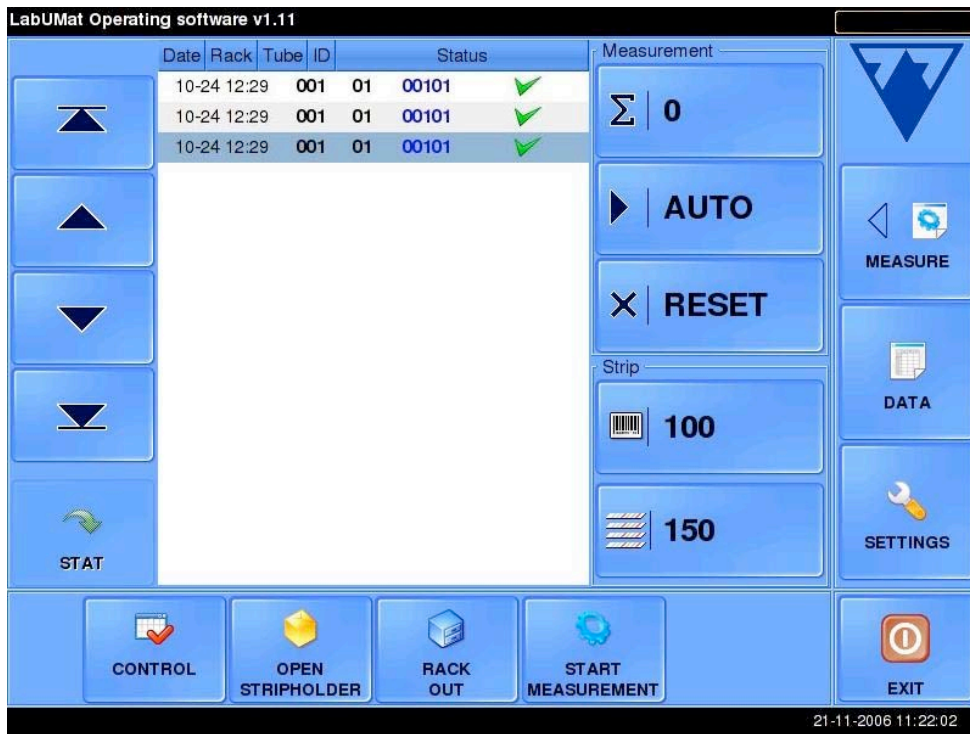 LabUMat Operating software v1.11
Date Rack Tube ID Status
10-24 12:29 001 01 00101
10-24 12:29 001 01 00101
10-24 12:29 001 01 00101
STAT
Measurement
Σ 0
AUTO
RESET
Strip
100
150
MEASURE
DATA
SETTINGS
CONTROL
OPEN
STRIPHOLDER
RACK
OUT
START
MEASUREMENT
EXIT
21-11-2006 11:22:02